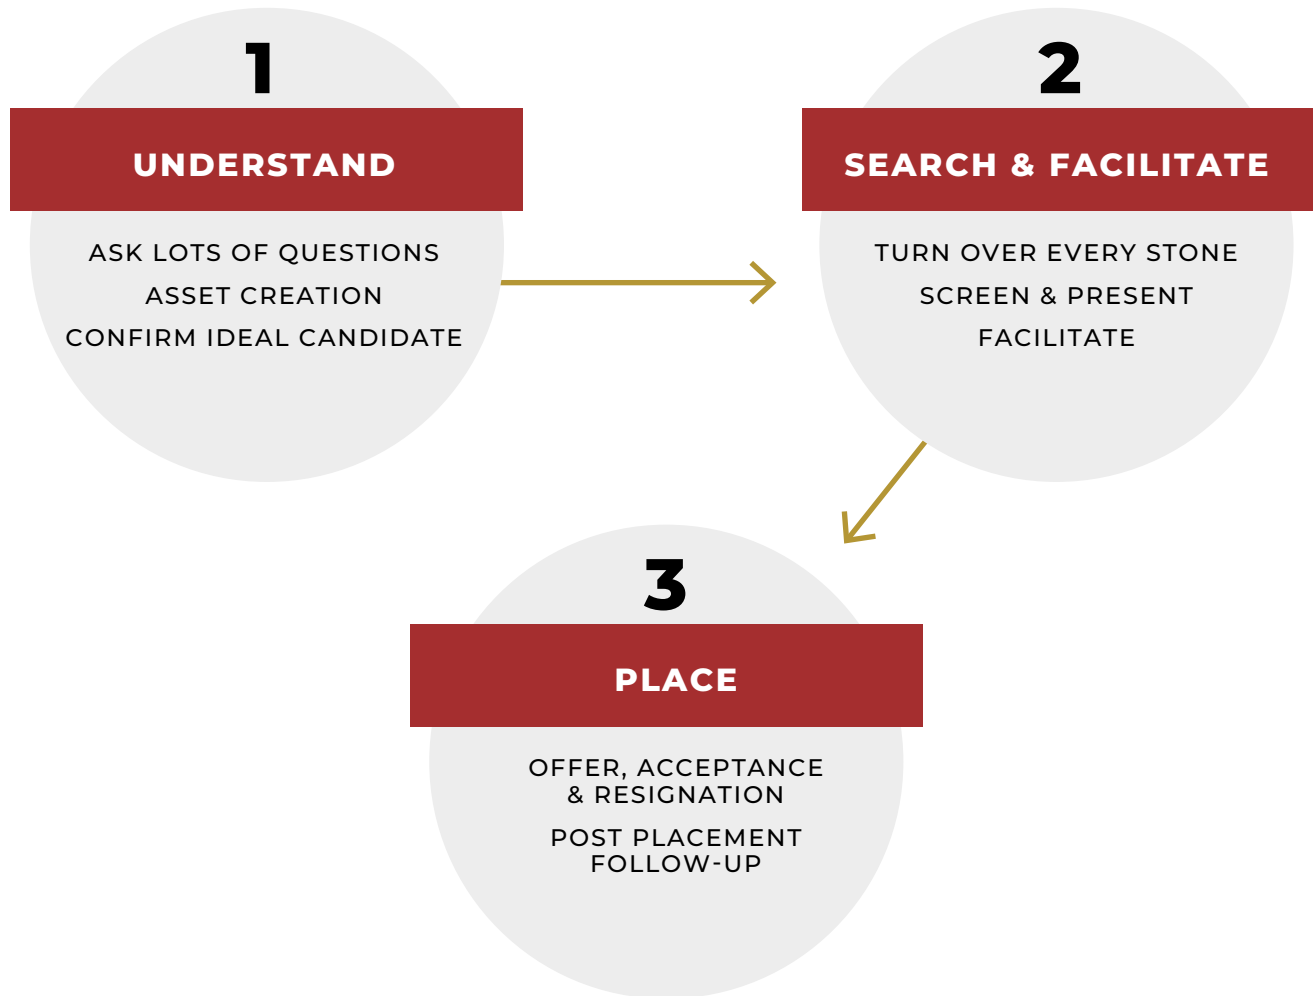 1
UNDERSTAND
ASK LOTS OF QUESTIONS
ASSET CREATION
CONFIRM IDEAL CANDIDATE
2
SEARCH & FACILITATE
TURN OVER EVERY STONE
SCREEN & PRESENT
FACILITATE
3
PLACE
OFFER, ACCEPTANCE
& RESIGNATION
POST PLACEMENT
FOLLOW-UP